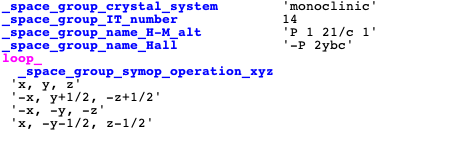 _space_group_crystal_system 'monoclinic'
_space_group_IT_number 14
_space_group_name_H-M_alt 'P 1 21/c 1'
_space_group_name_Hall '-P 2ybc'
loop_
_space_group_symop_operation_xyz
'x, y, z'
'-x, y+1/2, -z+1/2'
'-x, -y, -z'
'x, -y-1/2, z-1/2'